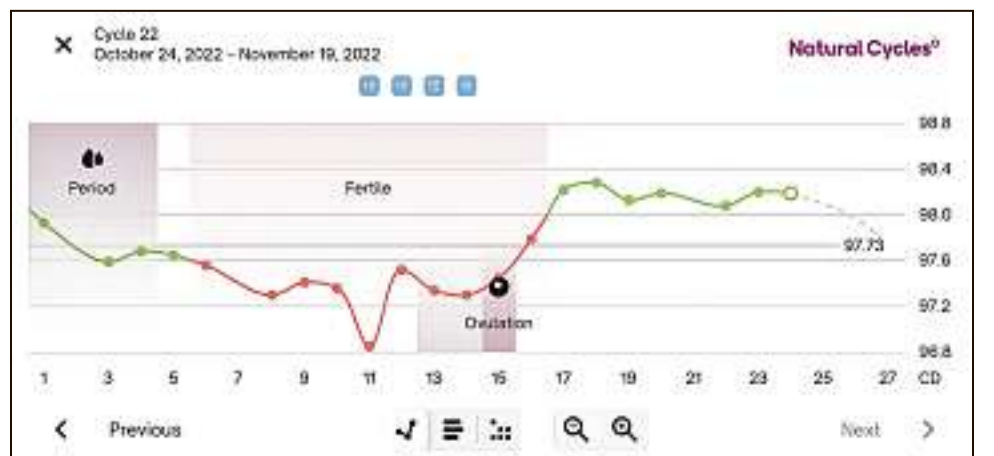 Cycle 22
October 24, 2022 – November 19, 2022
Natural Cycles°
98.8
Period
Fertile
98.4
98.0
97.73
97.6
97.2
Ovulation
96.8
1 3 5 7 9 11 13 15 17 19 21 23 25 27 CD
Previous
Next